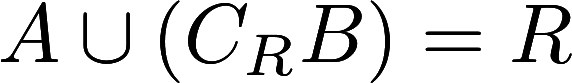 A ∪ (C_R B) = R